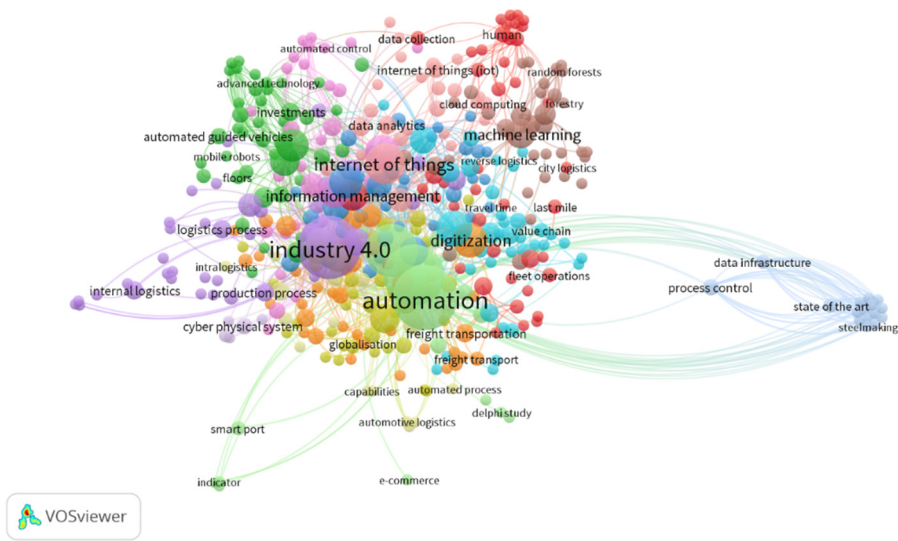 human
data collection
automated control
internet of things (iot)
random forests
advanced technology
cloud computing
forestry
investments
data analytics
machine learning
automated guided vehicles
mobile robots
internet of things
reverse logistics
city logistics
floors
information management
travel time
last mile
logistics process
value chain
digitization
industry 4.0
intralogistics
data infrastructure
fleet operations
internal logistics
production process
process control
automation
state of the art
cyber physical system
steelmaking
freight transportation
globalisation
freight transport
capabilities
automated process
delphi study
automotive logistics
smart port
indicator
e-commerce
VOSviewer